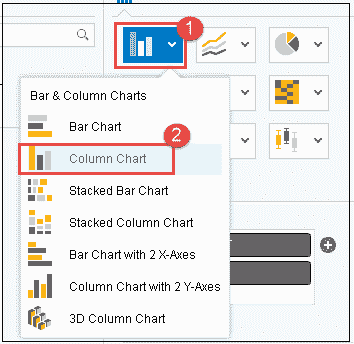 1
Bar & Column Charts
Bar Chart
2
Column Chart
Stacked Bar Chart
Stacked Column Chart
Bar Chart with 2 X-Axes
Column Chart with 2 Y-Axes
3D Column Chart